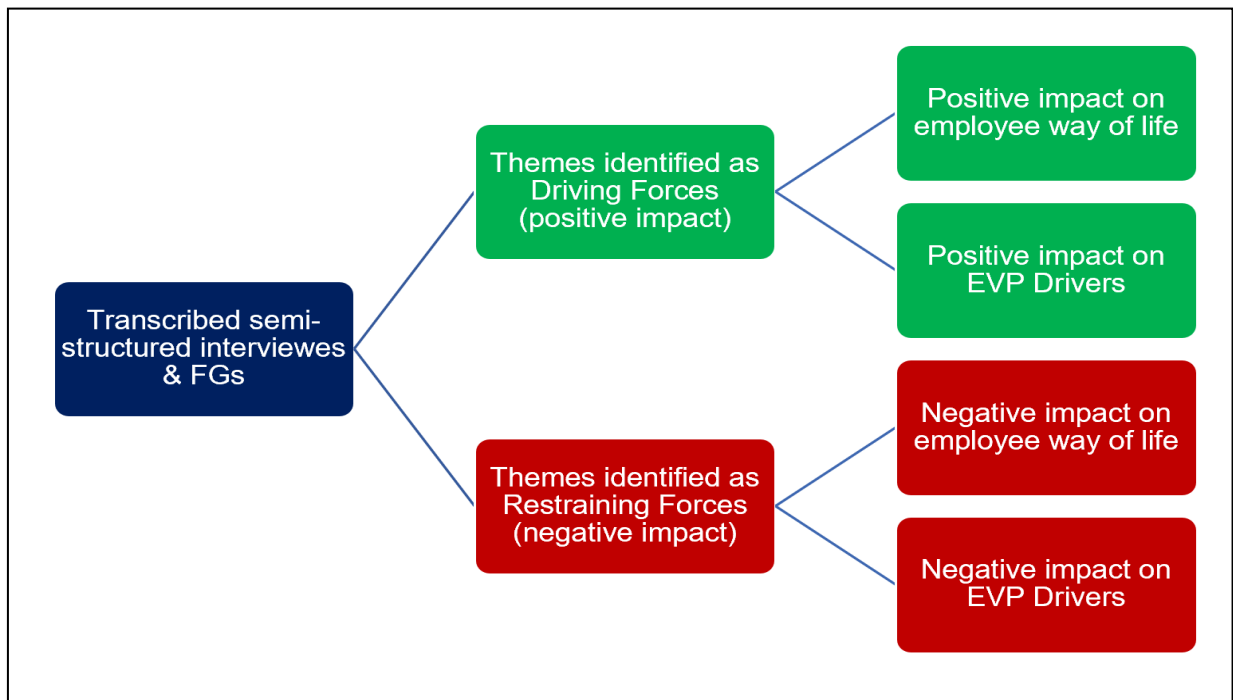 Transcribed semi-
structured interviewes
& FGs
Themes identified as
Driving Forces
(positive impact)
Positive impact on
employee way of life
Positive impact on
EVP Drivers
Themes identified as
Restraining Forces
(negative impact)
Negative impact on
employee way of life
Negative impact on
EVP Drivers